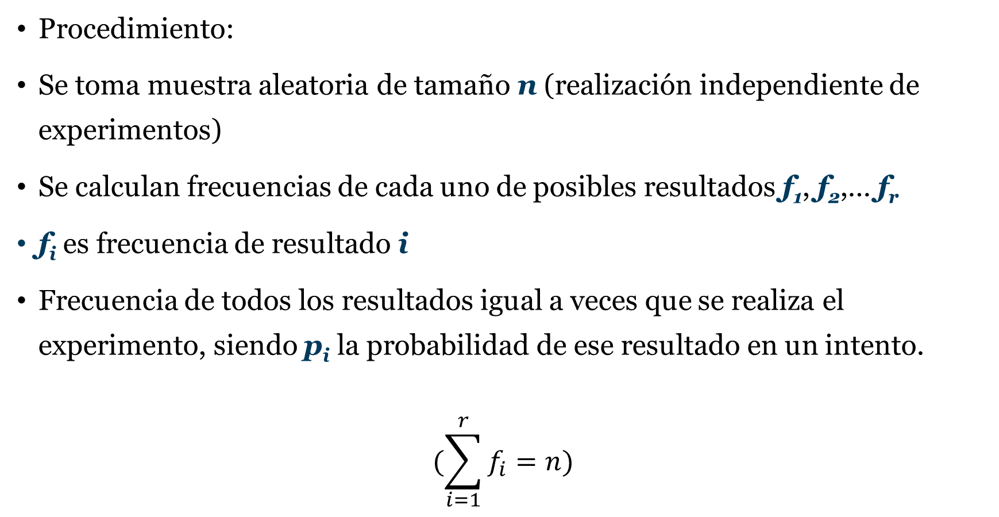 • Procedimiento:
• Se toma muestra aleatoria de tamaño n (realización independiente de
experimentos)
• Se calculan frecuencias de cada uno de posibles resultados f₁,f₂,...fᵣ
• fᵢ es frecuencia de resultado i
• Frecuencia de todos los resultados igual a veces que se realiza el
experimento, siendo pᵢ la probabilidad de ese resultado en un intento.
r
(∑ fᵢ = n)
i=1